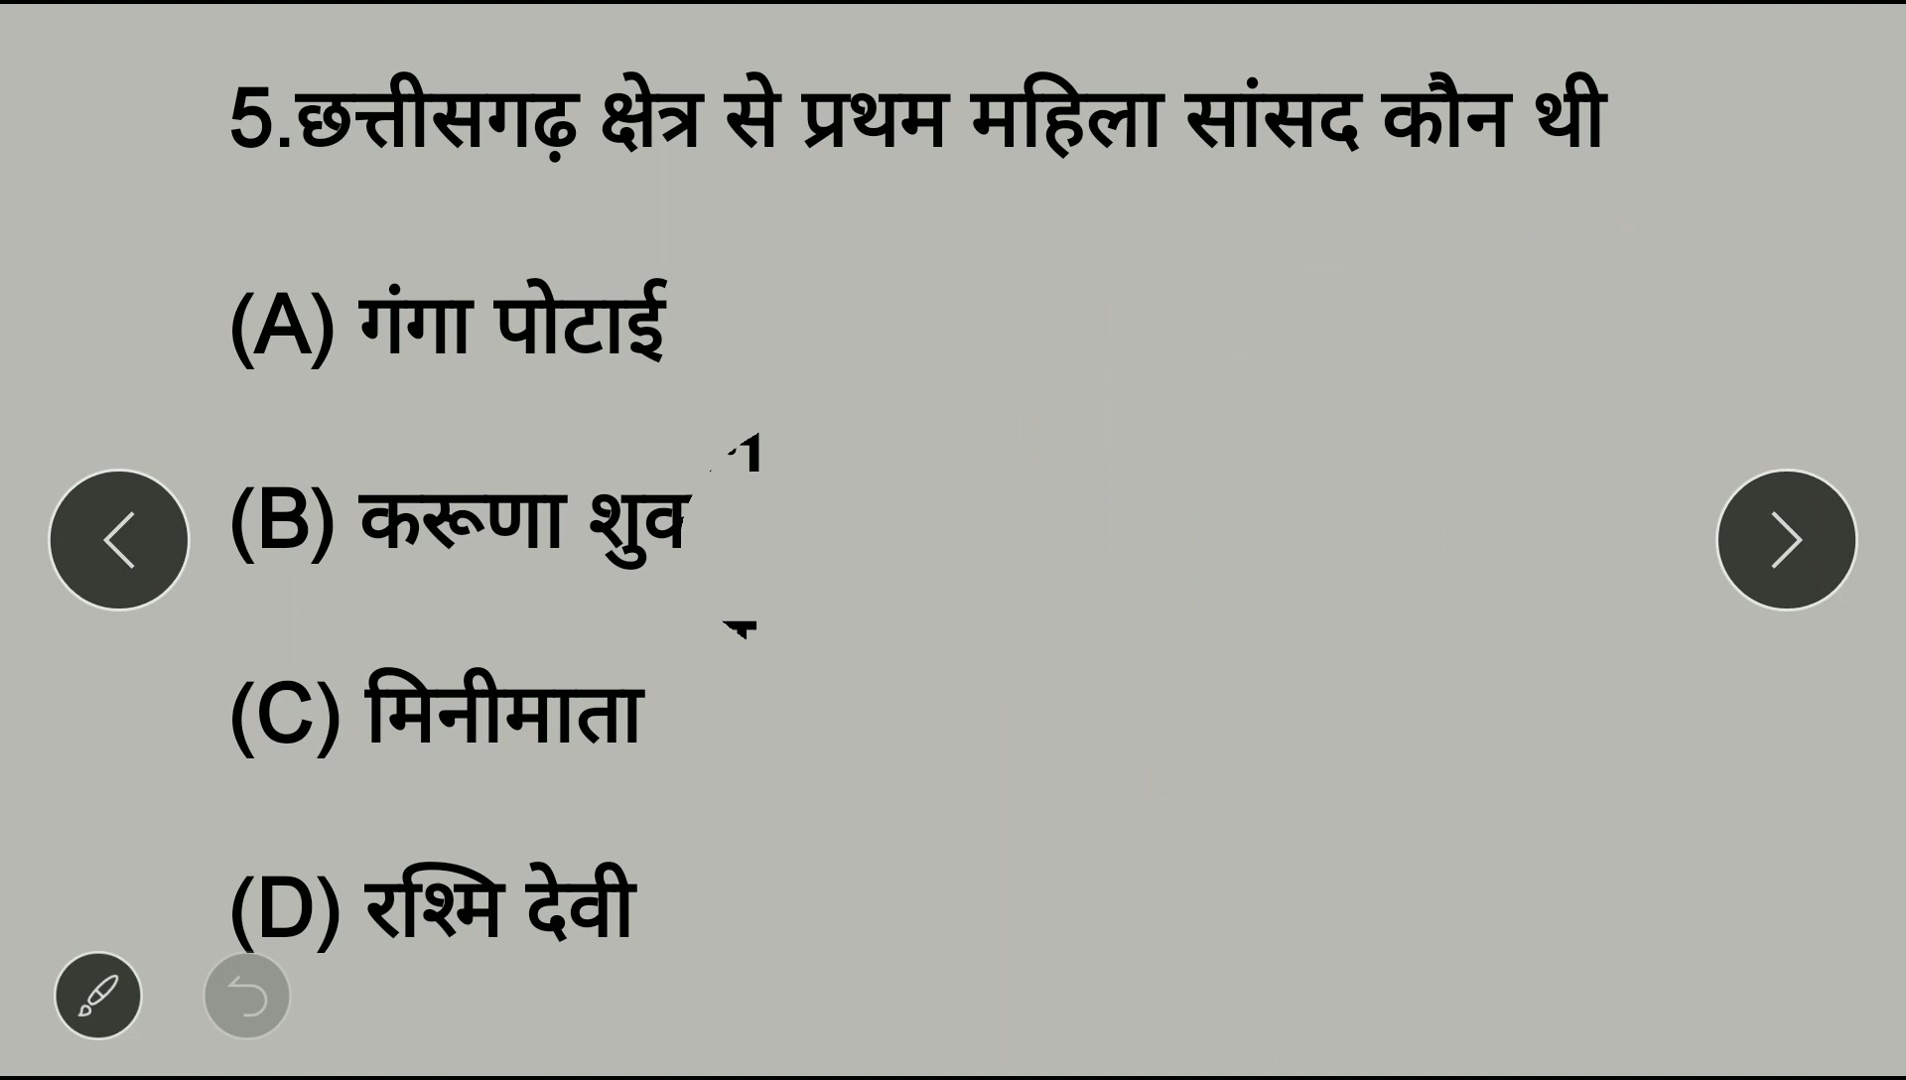 5.छत्तीसगढ़ क्षेत्र से प्रथम महिला सांसद कौन थी
(A) गंगा पोटाई
(B) करूणा
(C) मिनीमाता
(D) रश्मि देवी